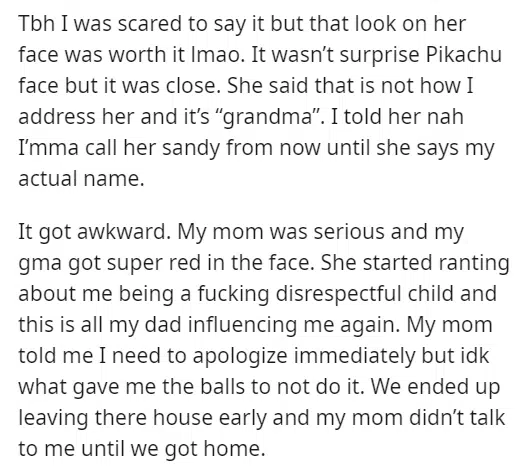 Tbh I was scared to say it but that look on her
face was worth it lmao. It wasn’t surprise Pikachu
face but it was close. She said that is not how I
address her and it’s “grandma”. I told her nah
I’mma call her sandy from now until she says my
actual name.
It got awkward. My mom was serious and my
gma got super red in the face. She started ranting
about me being a fucking disrespectful child and
this is all my dad influencing me again. My mom
told me I need to apologize immediately but idk
what gave me the balls to not do it. We ended up
leaving there house early and my mom didn’t talk
to me until we got home.